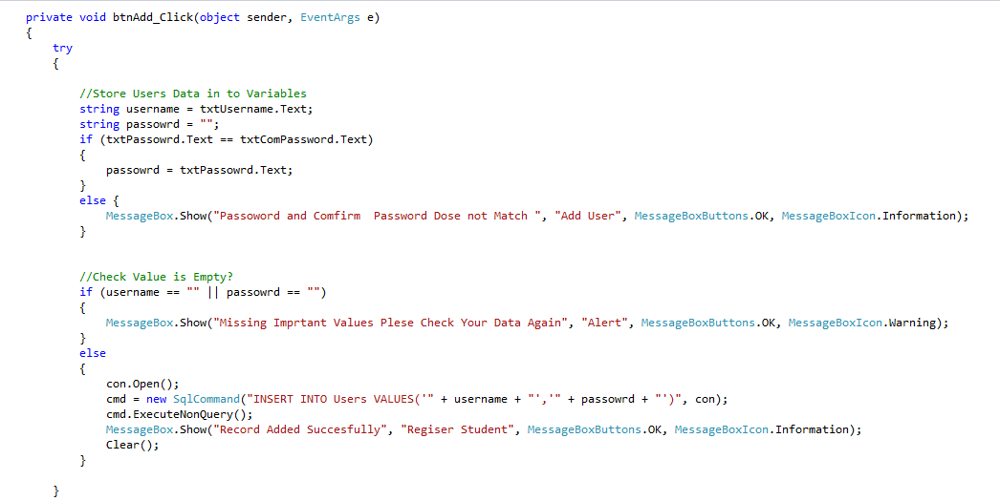 private void btnAdd_Click(object sender, EventArgs e)
{
try
{
//Store Users Data in to Variables
string username = txtUsername.Text;
string passowrd = "";
if (txtPassowrd.Text == txtComPassword.Text)
{
passowrd = txtPassowrd.Text;
}
else {
MessageBox.Show("Passoword and Comfirm  Password Dose not Match ", "Add User", MessageBoxButtons.OK, MessageBoxIcon.Information);
}
//Check Value is Empty?
if (username == "" || passowrd == "")
{
MessageBox.Show("Missing Imprtant Values Plese Check Your Data Again", "Alert", MessageBoxButtons.OK, MessageBoxIcon.Warning);
}
else
{
con.Open();
cmd = new SqlCommand("INSERT INTO Users VALUES('" + username + "','" + passowrd + "')", con);
cmd.ExecuteNonQuery();
MessageBox.Show("Record Added Succesfully", "Regiser Student", MessageBoxButtons.OK, MessageBoxIcon.Information);
Clear();
}
}